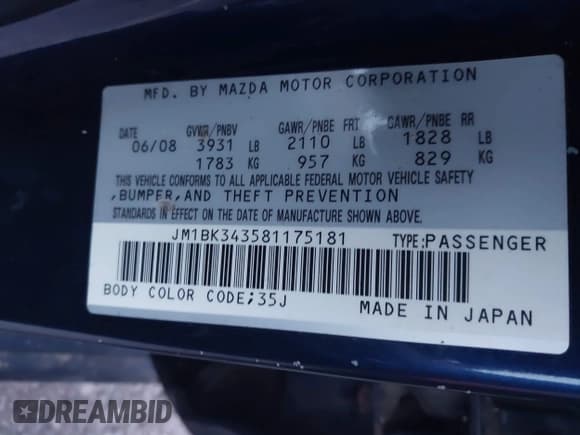 MFD. BY MAZDA MOTOR CORPORATION
DATE GVWR/PNBV GAWR/PNBE FRT GAWR/PNBE RR
06/08 3931 LB 2110 LB 1828 LB
1783 KG 957 KG 829 KG
THIS VEHICLE CONFORMS TO ALL APPLICABLE FEDERAL MOTOR VEHICLE SAFETY
,BUMPER,AND THEFT PREVENTION
STANDARDS IN EFFECT ON THE DATE OF MANUFACTURE SHOWN ABOVE.
JM1BK343581175181 TYPE:PASSENGER
BODY COLOR CODE;35J MADE IN JAPAN
DREAMBID